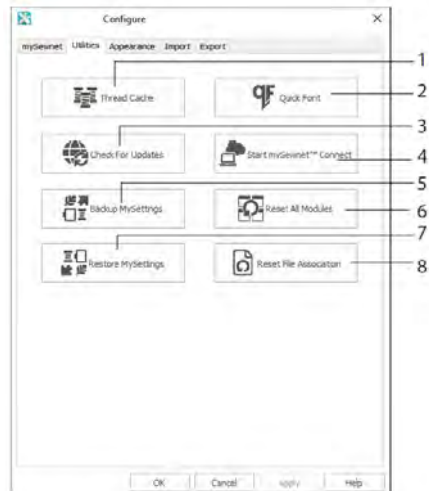 Configure
mySewnet Utilities Appearance Import Export
1
Thread Cache
qF Quick Font
2
3
Check For Updates
Start mySewnet™ Connect
4
5
Backup MySettings
Reset All Modules
6
7
Restore MySettings
Reset File Association
8
OK Cancel Apply Help